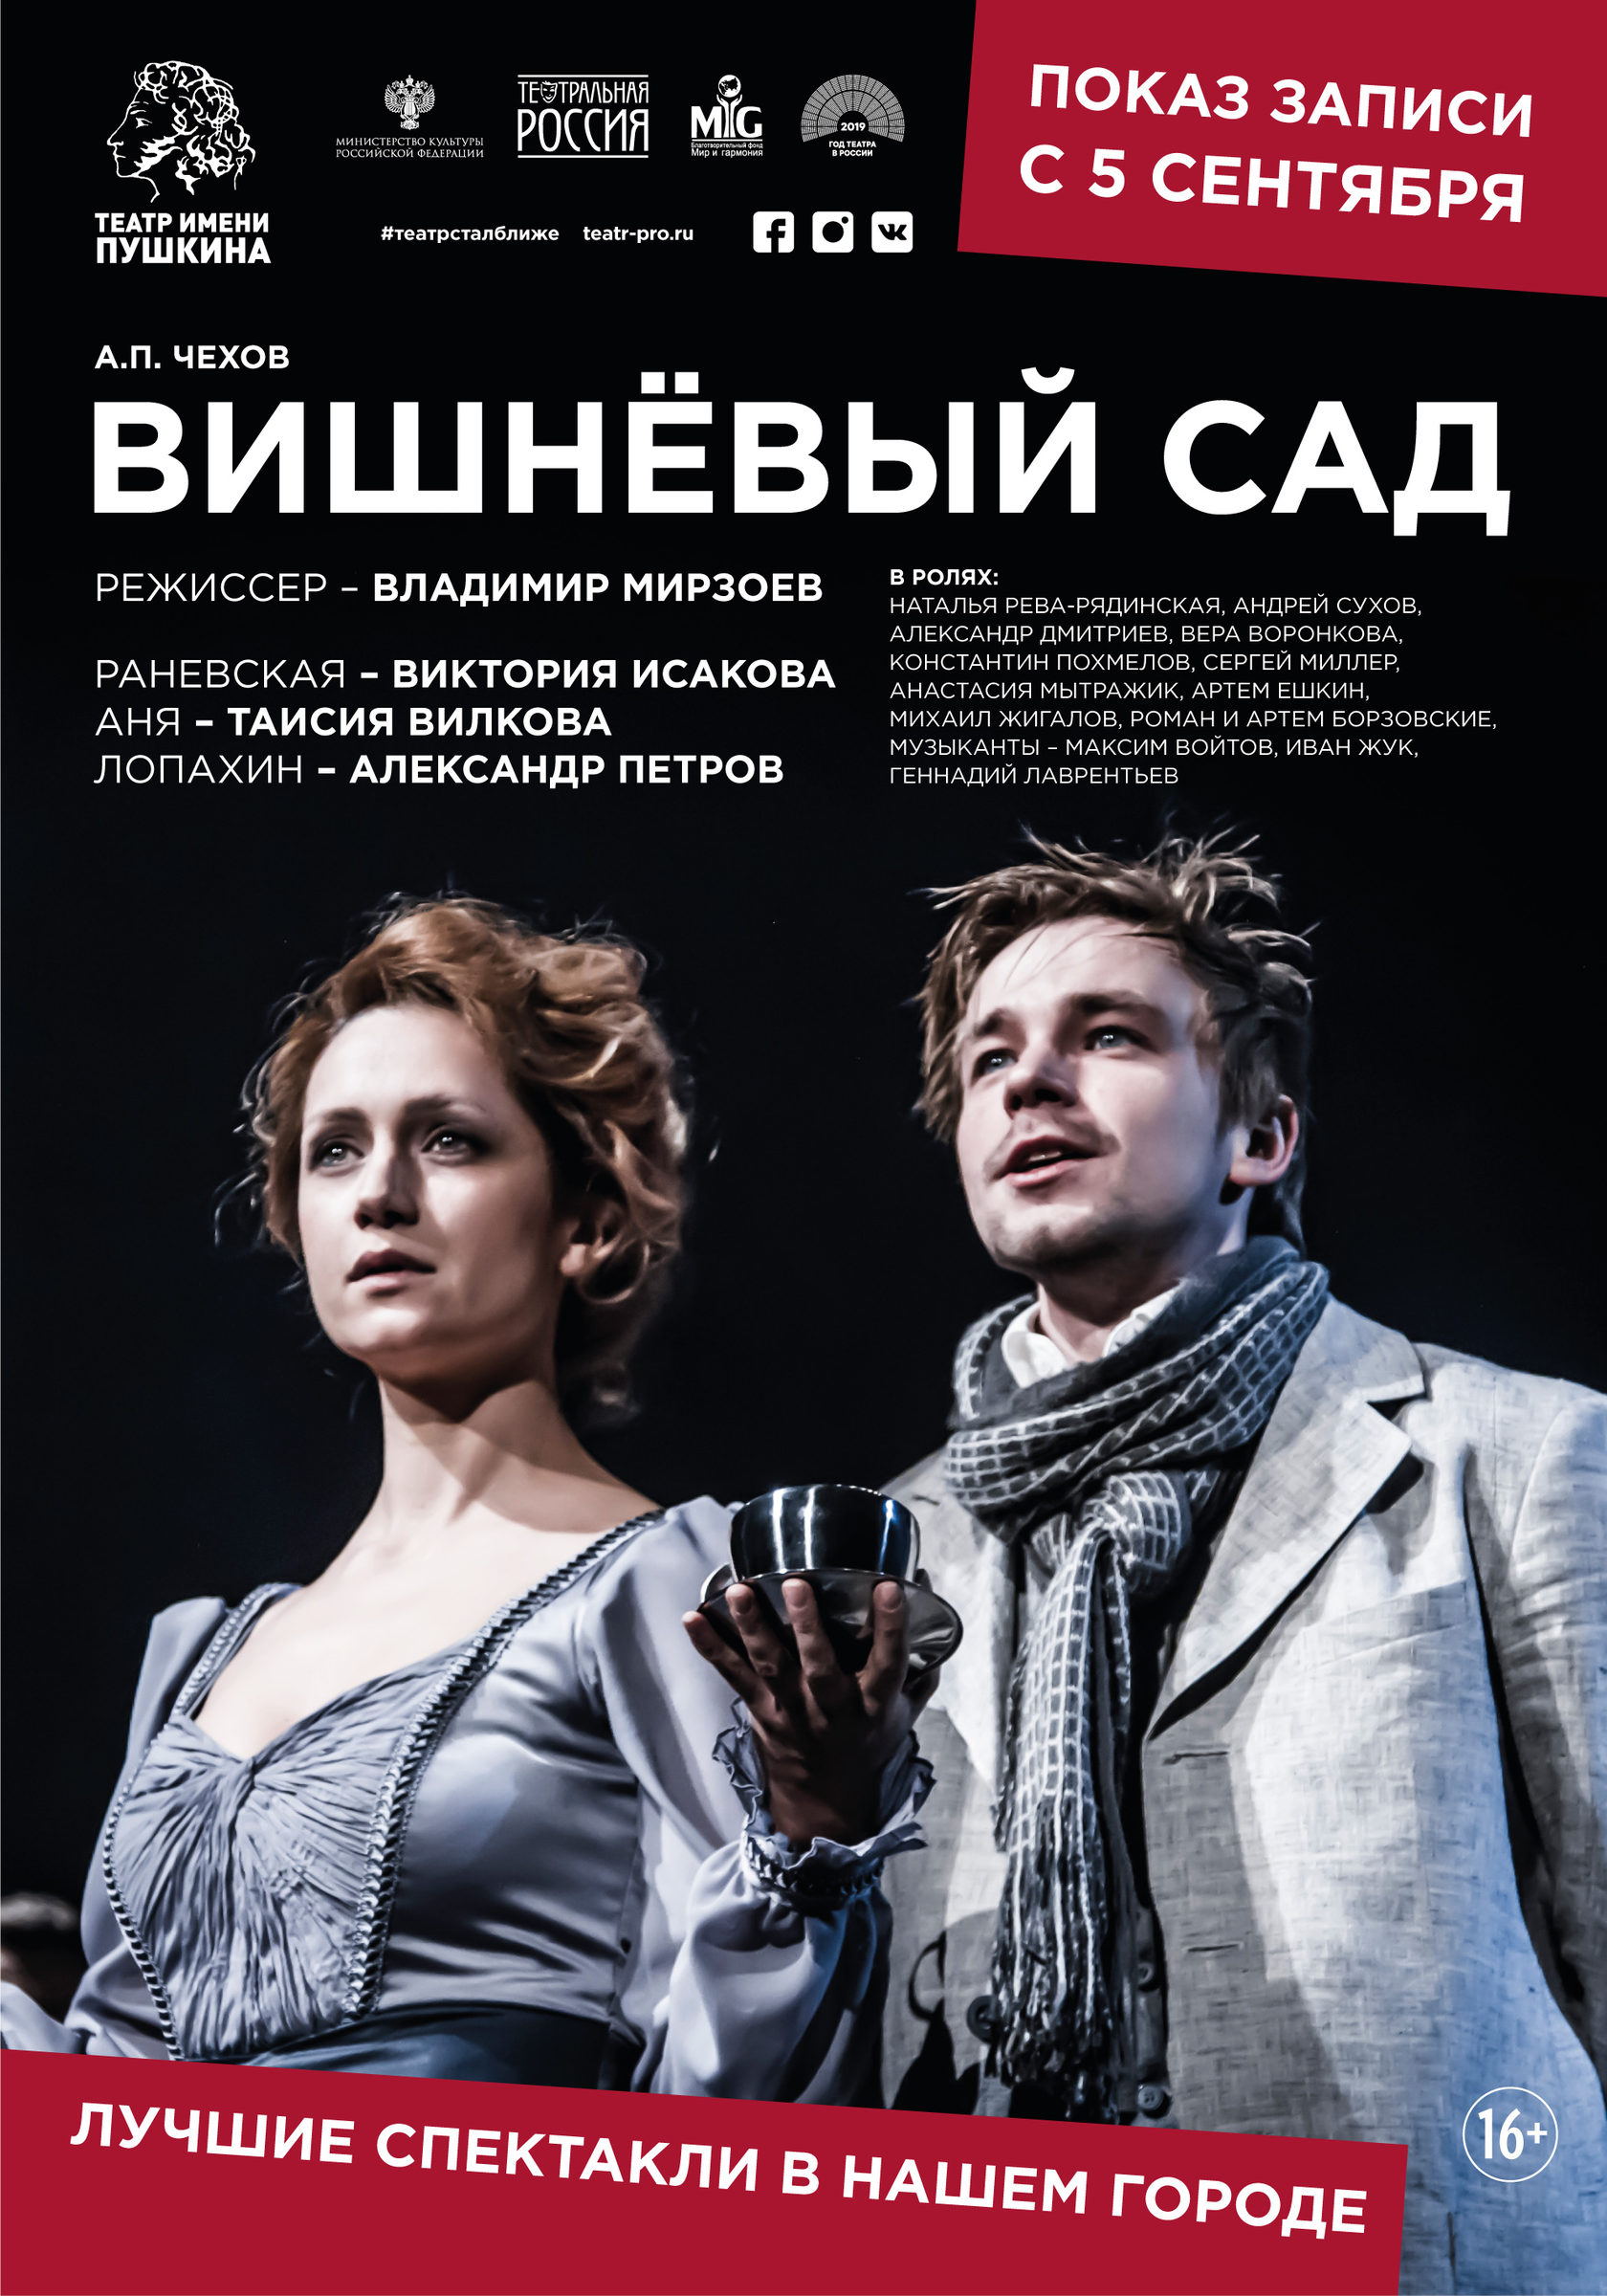 ТЕАТР ИМЕНИ
ПУШКИНА
МИНИСТЕРСТВО КУЛЬТУРЫ
РОССИЙСКОЙ ФЕДЕРАЦИИ
ТЕАТРАЛЬНАЯ
РОССИЯ
MIG
Благотворительный фонд
Мир и гармония
2019
ГОД ТЕАТРА
В РОССИИ
#театрсталближе teatr-pro.ru
ПОКАЗ ЗАПИСИ
С 5 СЕНТЯБРЯ
А.П. ЧЕХОВ
ВИШНЁВЫЙ САД
РЕЖИССЕР – ВЛАДИМИР МИРЗОЕВ
РАНЕВСКАЯ – ВИКТОРИЯ ИСАКОВА
АНЯ – ТАИСИЯ ВИЛКОВА
ЛОПАХИН – АЛЕКСАНДР ПЕТРОВ
В РОЛЯХ:
НАТАЛЬЯ РЕВА-РЯДИНСКАЯ, АНДРЕЙ СУХОВ,
АЛЕКСАНДР ДМИТРИЕВ, ВЕРА ВОРОНКОВА,
КОНСТАНТИН ПОХМЕЛОВ, СЕРГЕЙ МИЛЛЕР,
АНАСТАСИЯ МЫТРАЖИК, АРТЕМ ЕШКИН,
МИХАИЛ ЖИГАЛОВ, РОМАН И АРТЕМ БОРЗОВСКИЕ,
МУЗЫКАНТЫ – МАКСИМ ВОЙТОВ, ИВАН ЖУК,
ГЕННАДИЙ ЛАВРЕНТЬЕВ
ЛУЧШИЕ СПЕКТАКЛИ В НАШЕМ ГОРОДЕ
16+